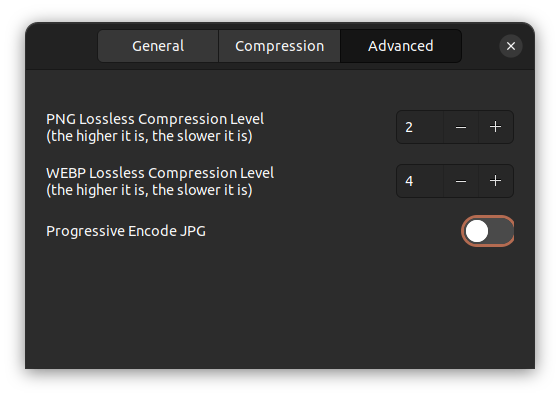 General
Compression
Advanced
PNG Lossless Compression Level
(the higher it is, the slower it is)
2
WEBP Lossless Compression Level
(the higher it is, the slower it is)
4
Progressive Encode JPG